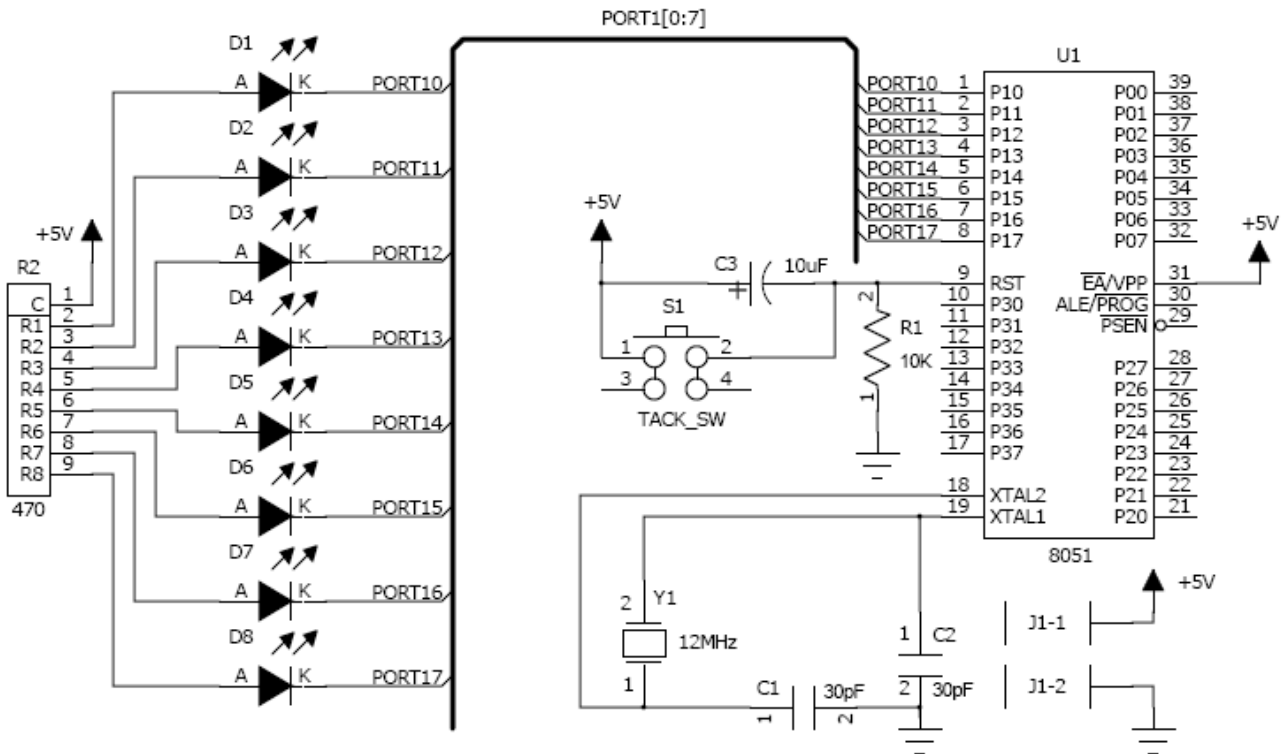 PORT1[0:7]
D1
A K PORT10
D2
A K PORT11
D3
A K PORT12
D4
A K PORT13
D5
A K PORT14
D6
A K PORT15
D7
A K PORT16
D8
A K PORT17
+5V
R2
C 1
R1 2
R2 3
R3 4
R4 5
R5 6
R6 7
R7 8
R8 9
470
+5V
C3 10uF
S1
1 2
3 4
TACK_SW
2
R1
10K
1
U1
PORT10 1 P10 P00 39
PORT11 2 P11 P01 38
PORT12 3 P12 P02 37
PORT13 4 P13 P03 36
PORT14 5 P14 P04 35
PORT15 6 P15 P05 34
PORT16 7 P16 P06 33
PORT17 8 P17 P07 32
9 RST EA/VPP 31
10 P30 ALE/PROG 30
11 P31 PSEN 29
12 P32
13 P33 P27 28
14 P34 P26 27
15 P35 P25 26
16 P36 P24 25
17 P37 P23 24
P22 23
18 XTAL2 P21 22
19 XTAL1 P20 21
8051
+5V
2 Y1
12MHz
1
C1 30pF
1 2
1 C2
2 30pF
+5V
J1-1
J1-2